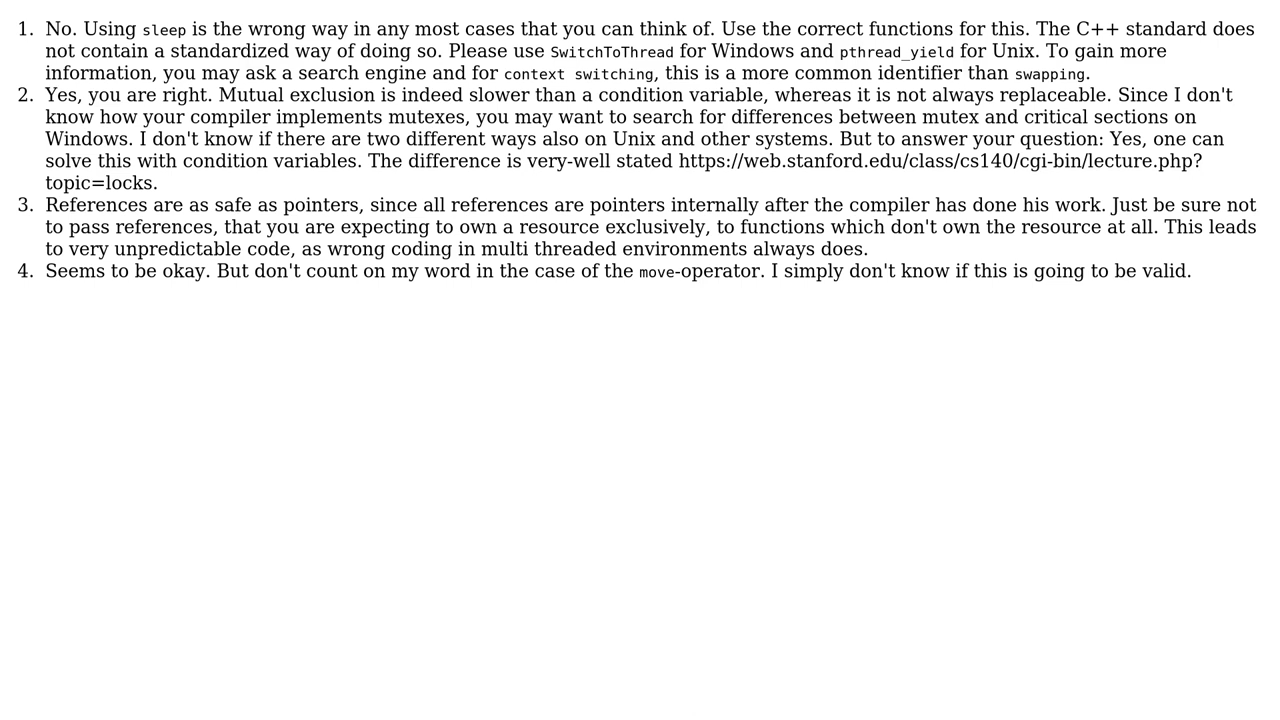 1. No. Using sleep is the wrong way in any most cases that you can think of. Use the correct functions for this. The C++ standard does
not contain a standardized way of doing so. Please use SwitchToThread for Windows and pthread_yield for Unix. To gain more
information, you may ask a search engine and for context switching, this is a more common identifier than swapping.
2. Yes, you are right. Mutual exclusion is indeed slower than a condition variable, whereas it is not always replaceable. Since I don't
know how your compiler implements mutexes, you may want to search for differences between mutex and critical sections on
Windows. I don't know if there are two different ways also on Unix and other systems. But to answer your question: Yes, one can
solve this with condition variables. The difference is very-well stated https://web.stanford.edu/class/cs140/cgi-bin/lecture.php?
topic=locks.
3. References are as safe as pointers, since all references are pointers internally after the compiler has done his work. Just be sure not
to pass references, that you are expecting to own a resource exclusively, to functions which don't own the resource at all. This leads
to very unpredictable code, as wrong coding in multi threaded environments always does.
4. Seems to be okay. But don't count on my word in the case of the move-operator. I simply don't know if this is going to be valid.